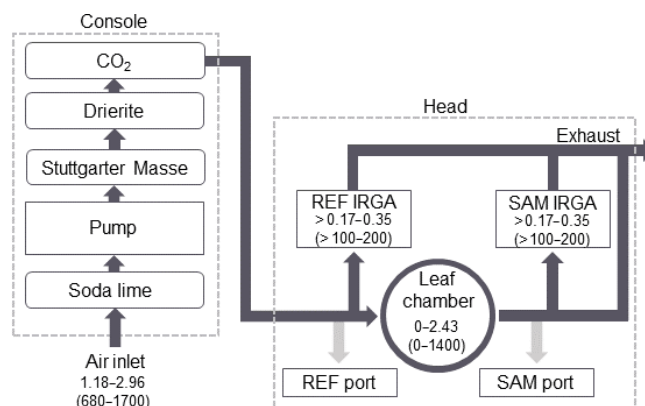 Console
CO₂
Drierite
Stuttgarter Masse
Pump
Soda lime
Air inlet
1.18–2.96
(680–1700)
Head
Exhaust
REF IRGA
>0.17–0.35
(>100–200)
SAM IRGA
>0.17–0.35
(>100–200)
Leaf
chamber
0–2.43
(0–1400)
REF port
SAM port